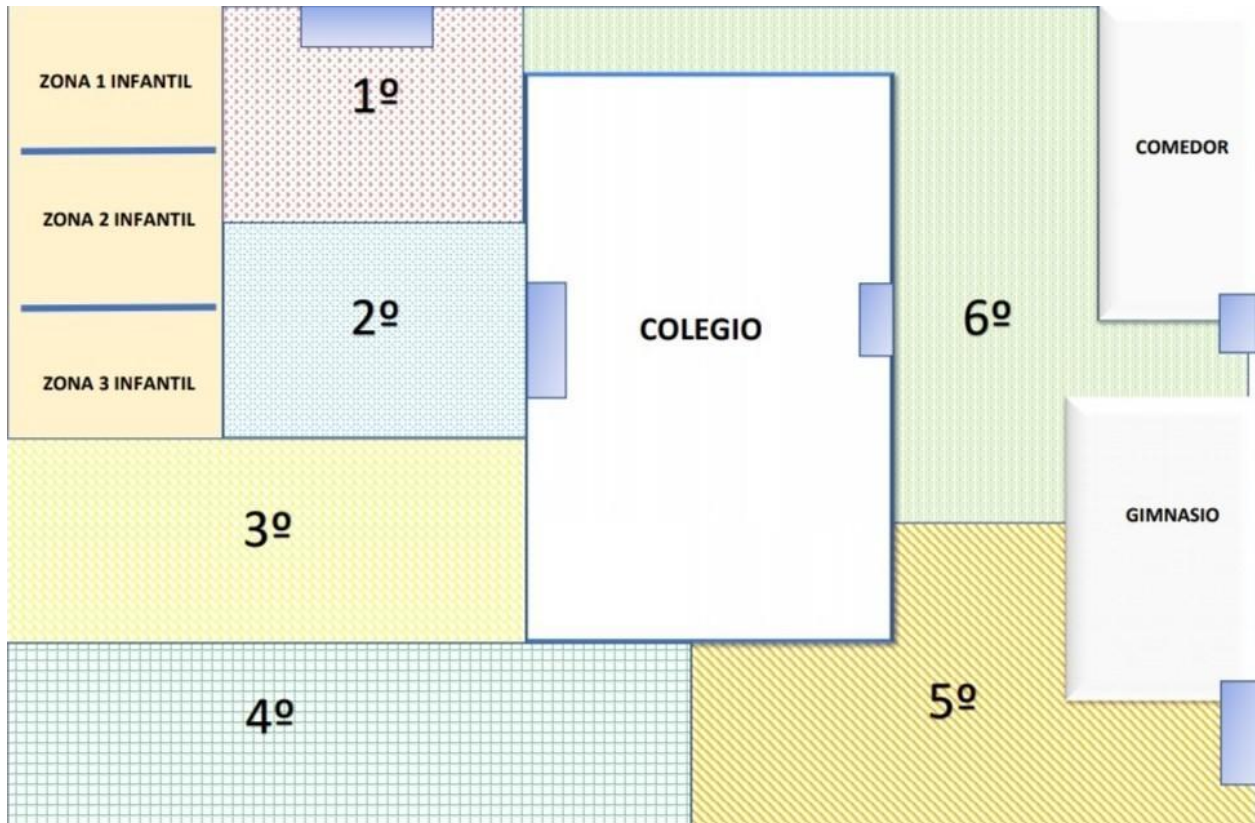 ZONA 1 INFANTIL
1º
COMEDOR
ZONA 2 INFANTIL
2º
COLEGIO
6º
ZONA 3 INFANTIL
3º
GIMNASIO
4º
5º